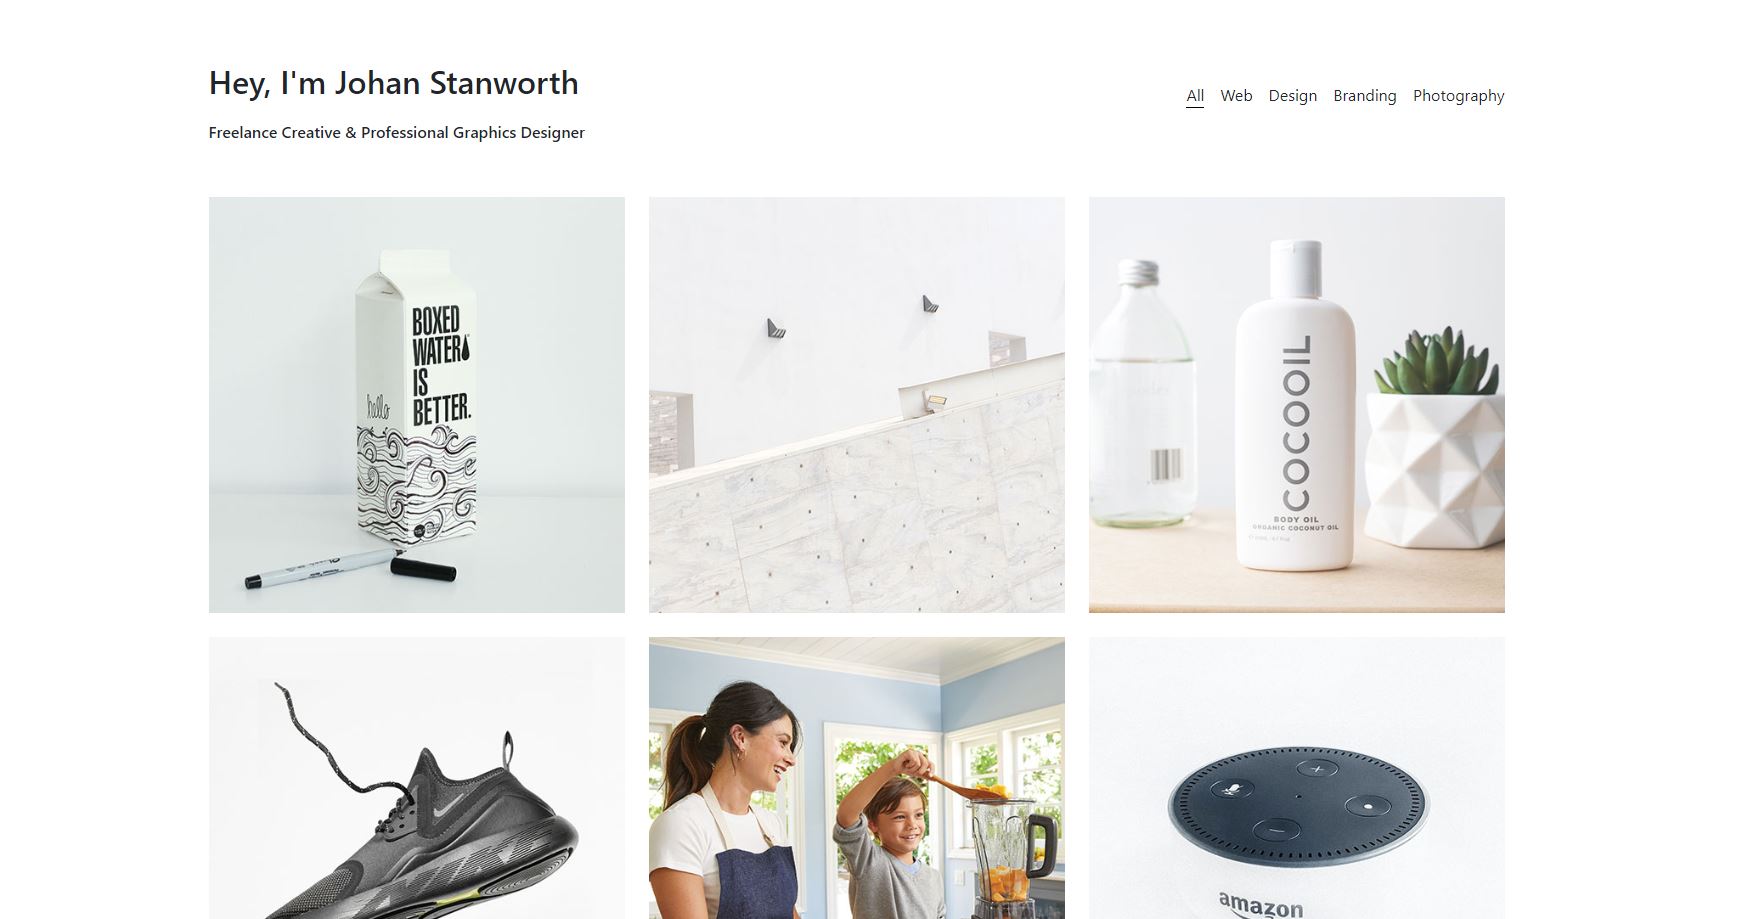 Hey, I'm Johan Stanworth
Freelance Creative & Professional Graphics Designer
All Web Design Branding Photography
BOXED
WATER
IS
BETTER.
hello
COCOOIL
BODY OIL
ORGANIC COCONUT OIL
amazon